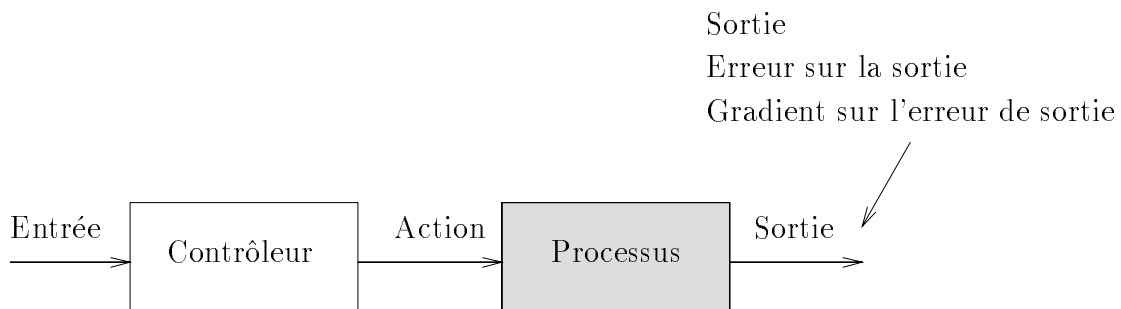 Sortie
Erreur sur la sortie
Gradient sur l'erreur de sortie
Entrée
Contrôleur
Action
Processus
Sortie